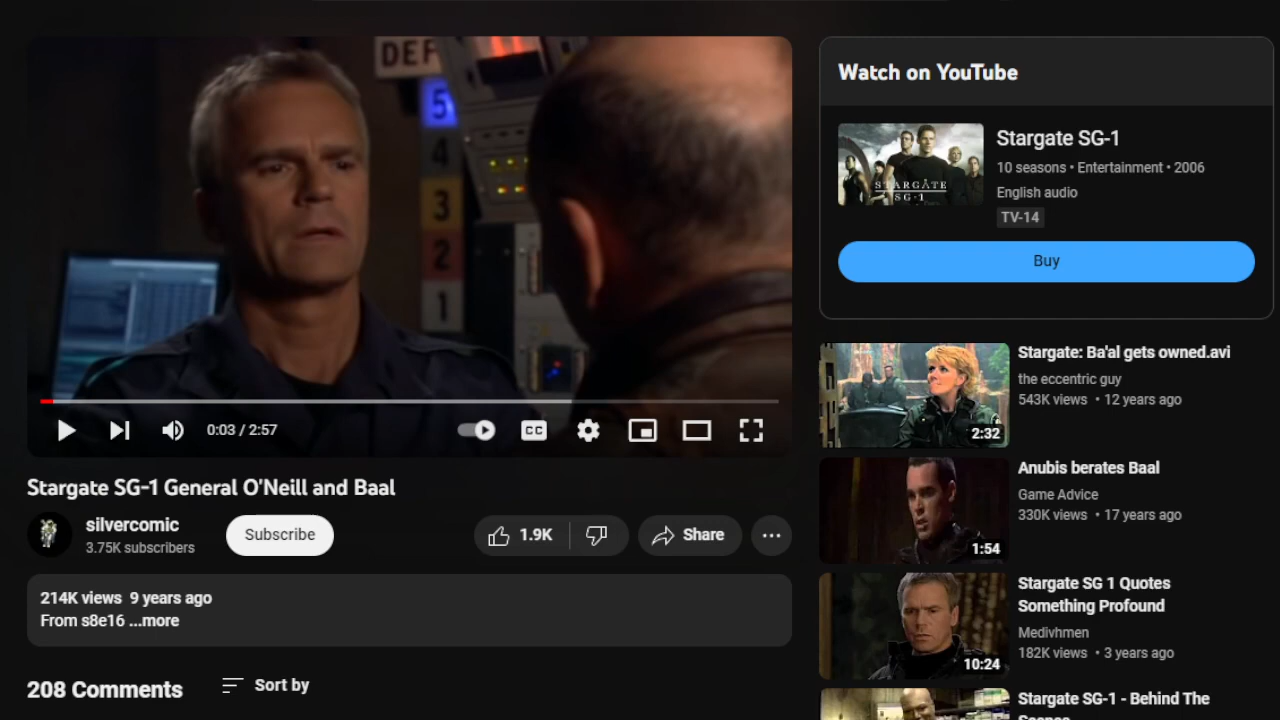 DEF
5
4
3
2
1
0:03 / 2:57
CC
Stargate SG-1 General O'Neill and Baal
silvercomic
3.75K subscribers
Subscribe
1.9K
Share
214K views 9 years ago
From s8e16 ...more
208 Comments
Sort by
Watch on YouTube
STARGATE
SG·1
Stargate SG-1
10 seasons • Entertainment • 2006
English audio
TV-14
Buy
2:32
Stargate: Ba'al gets owned.avi
the eccentric guy
543K views • 12 years ago
1:54
Anubis berates Baal
Game Advice
330K views • 17 years ago
10:24
Stargate SG 1 Quotes
Something Profound
Medivhmen
182K views • 3 years ago
Stargate SG-1 - Behind The